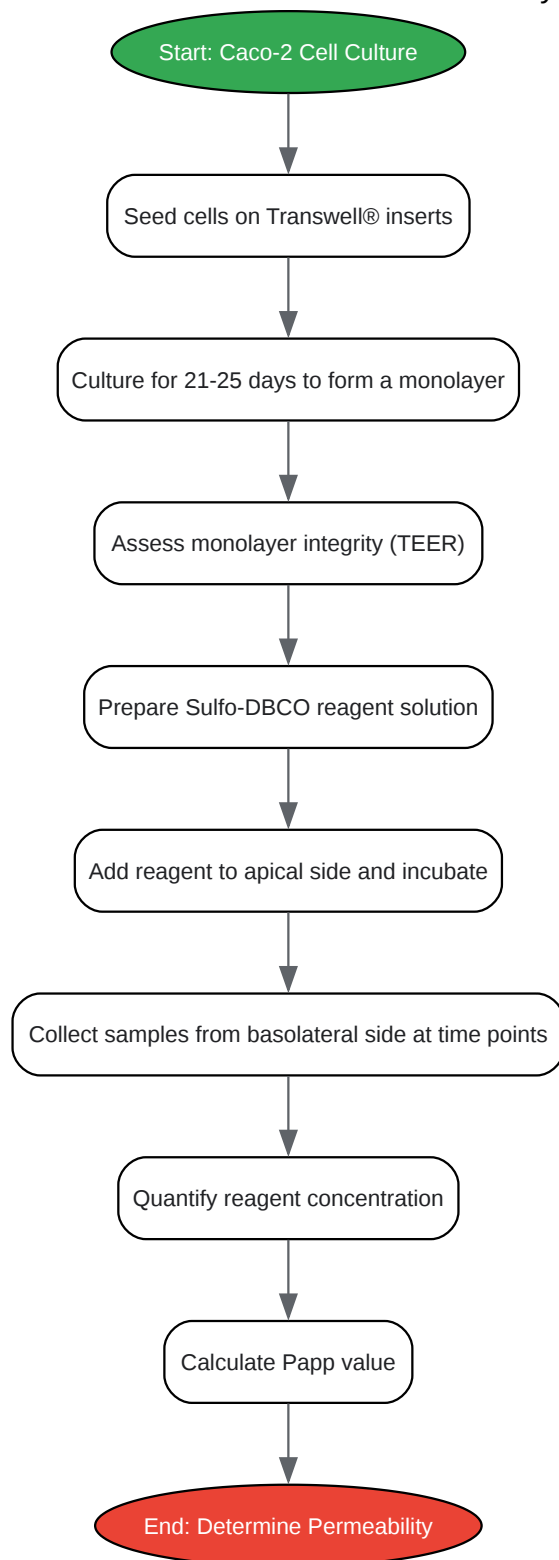 Start: Caco-2 Cell Culture
Seed cells on Transwell® inserts
Culture for 21-25 days to form a monolayer
Assess monolayer integrity (TEER)
Prepare Sulfo-DBCO reagent solution
Add reagent to apical side and incubate
Collect samples from basolateral side at time points
Quantify reagent concentration
Calculate Papp value
End: Determine Permeability